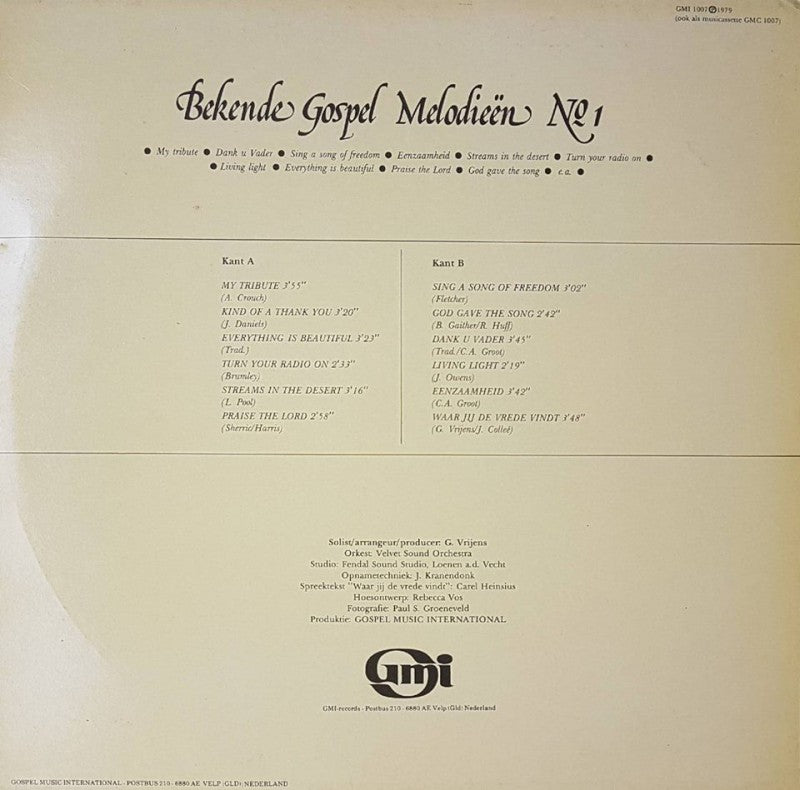 GMI 1007 Ⓟ 1979
(ook als musicassette GMC 1007)
Bekende Gospel Melodieën No 1
● My tribute ● Dank u Vader ● Sing a song of freedom ● Eenzaamheid ● Streams in the desert ● Turn your radio on ●
● Living light ● Everything is beautiful ● Praise the Lord ● God gave the song ● e.a. ●
Kant A
MY TRIBUTE 3'55"
(A. Crouch)
KIND OF A THANK YOU 3'20"
(J. Daniels)
EVERYTHING IS BEAUTIFUL 3'23"
(Trad.)
TURN YOUR RADIO ON 2'33"
(Brumley)
STREAMS IN THE DESERT 3'16"
(L. Pool)
PRAISE THE LORD 2'58"
(Sherric/Harris)
Kant B
SING A SONG OF FREEDOM 3'02"
(Fletcher)
GOD GAVE THE SONG 2'42"
(B. Gaither/R. Huff)
DANK U VADER 3'45"
(Trad./C.A. Groot)
LIVING LIGHT 2'19"
(J. Owens)
EENZAAMHEID 3'42"
(C.A. Groot)
WAAR JIJ DE VREDE VINDT 3'48"
(G. Vrijens/J. Colleé)
Solist/arrangeur/producer: G. Vrijens
Orkest: Velvet Sound Orchestra
Studio: Fendal Sound Studio, Loenen a.d. Vecht
Opnametechniek: J. Kranendonk
Spreektekst "Waar jij de vrede vindt": Carel Heinsius
Hoesontwerp: Rebecca Vos
Fotografie: Paul S. Groeneveld
Produktie: GOSPEL MUSIC INTERNATIONAL
Gmi
GMI-records - Postbus 210 - 6880 AE Velp (Gld) Nederland
GOSPEL MUSIC INTERNATIONAL - POSTBUS 210 - 6880 AE VELP (GLD) NEDERLAND